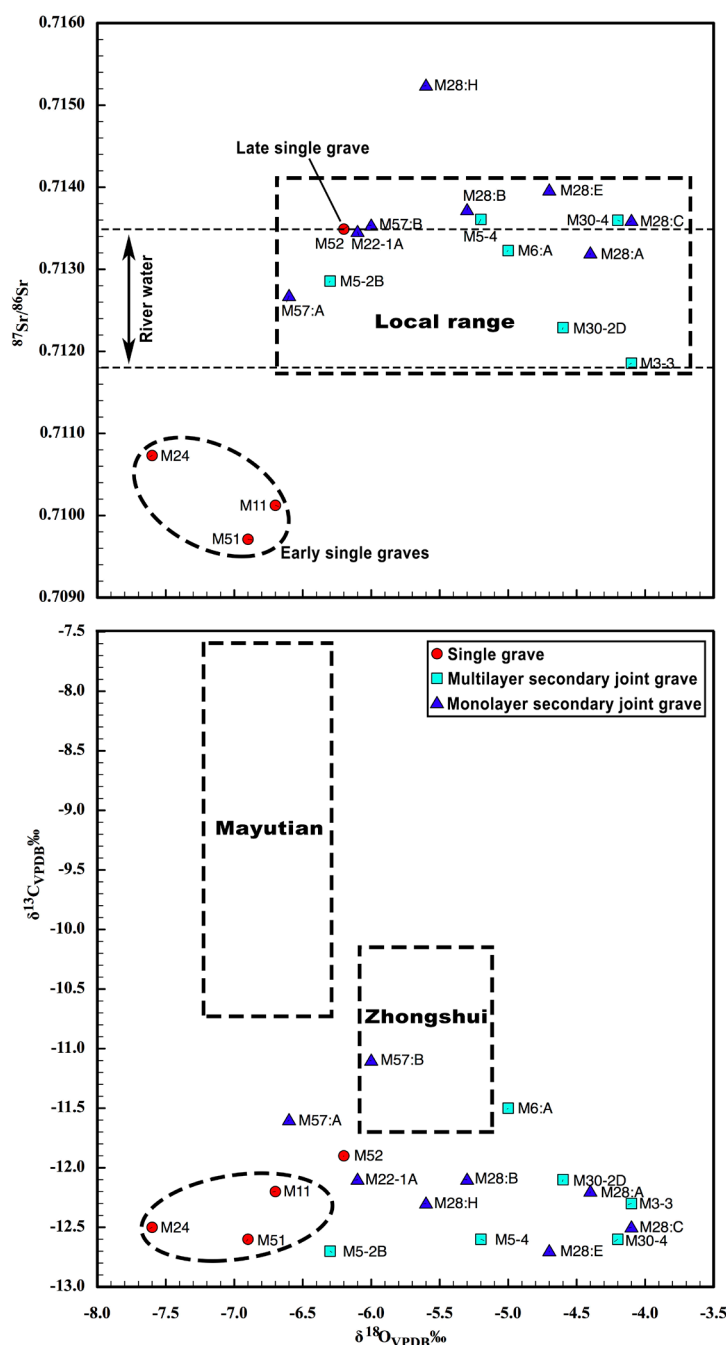 0.7160
0.7150
0.7140
0.7130
0.7120
0.7110
0.7100
0.7090
⁸⁷Sr/⁸⁶Sr
River water
M28:H
Late single grave
M28:E
M28:B
M57:B
M30-4
M28:C
M52
M22-1A
M5-4
M6:A
M28:A
M5-2B
M57:A
Local range
M30-2D
M3-3
M24
M11
M51
Early single graves
-7.5
-8.0
-8.5
-9.0
-9.5
-10.0
-10.5
-11.0
-11.5
-12.0
-12.5
-13.0
δ¹³C_VPDB‰
Single grave
Multilayer secondary joint grave
Monolayer secondary joint grave
Mayutian
Zhongshui
M57:B
M6:A
M57:A
M52
M22-1A
M28:B
M30-2D
M28:A
M11
M28:H
M3-3
M24
M51
M5-2B
M5-4
M28:E
M28:C
M30-4
-8.0 -7.5 -7.0 -6.5 -6.0 -5.5 -5.0 -4.5 -4.0 -3.5
δ¹⁸O_VPDB‰